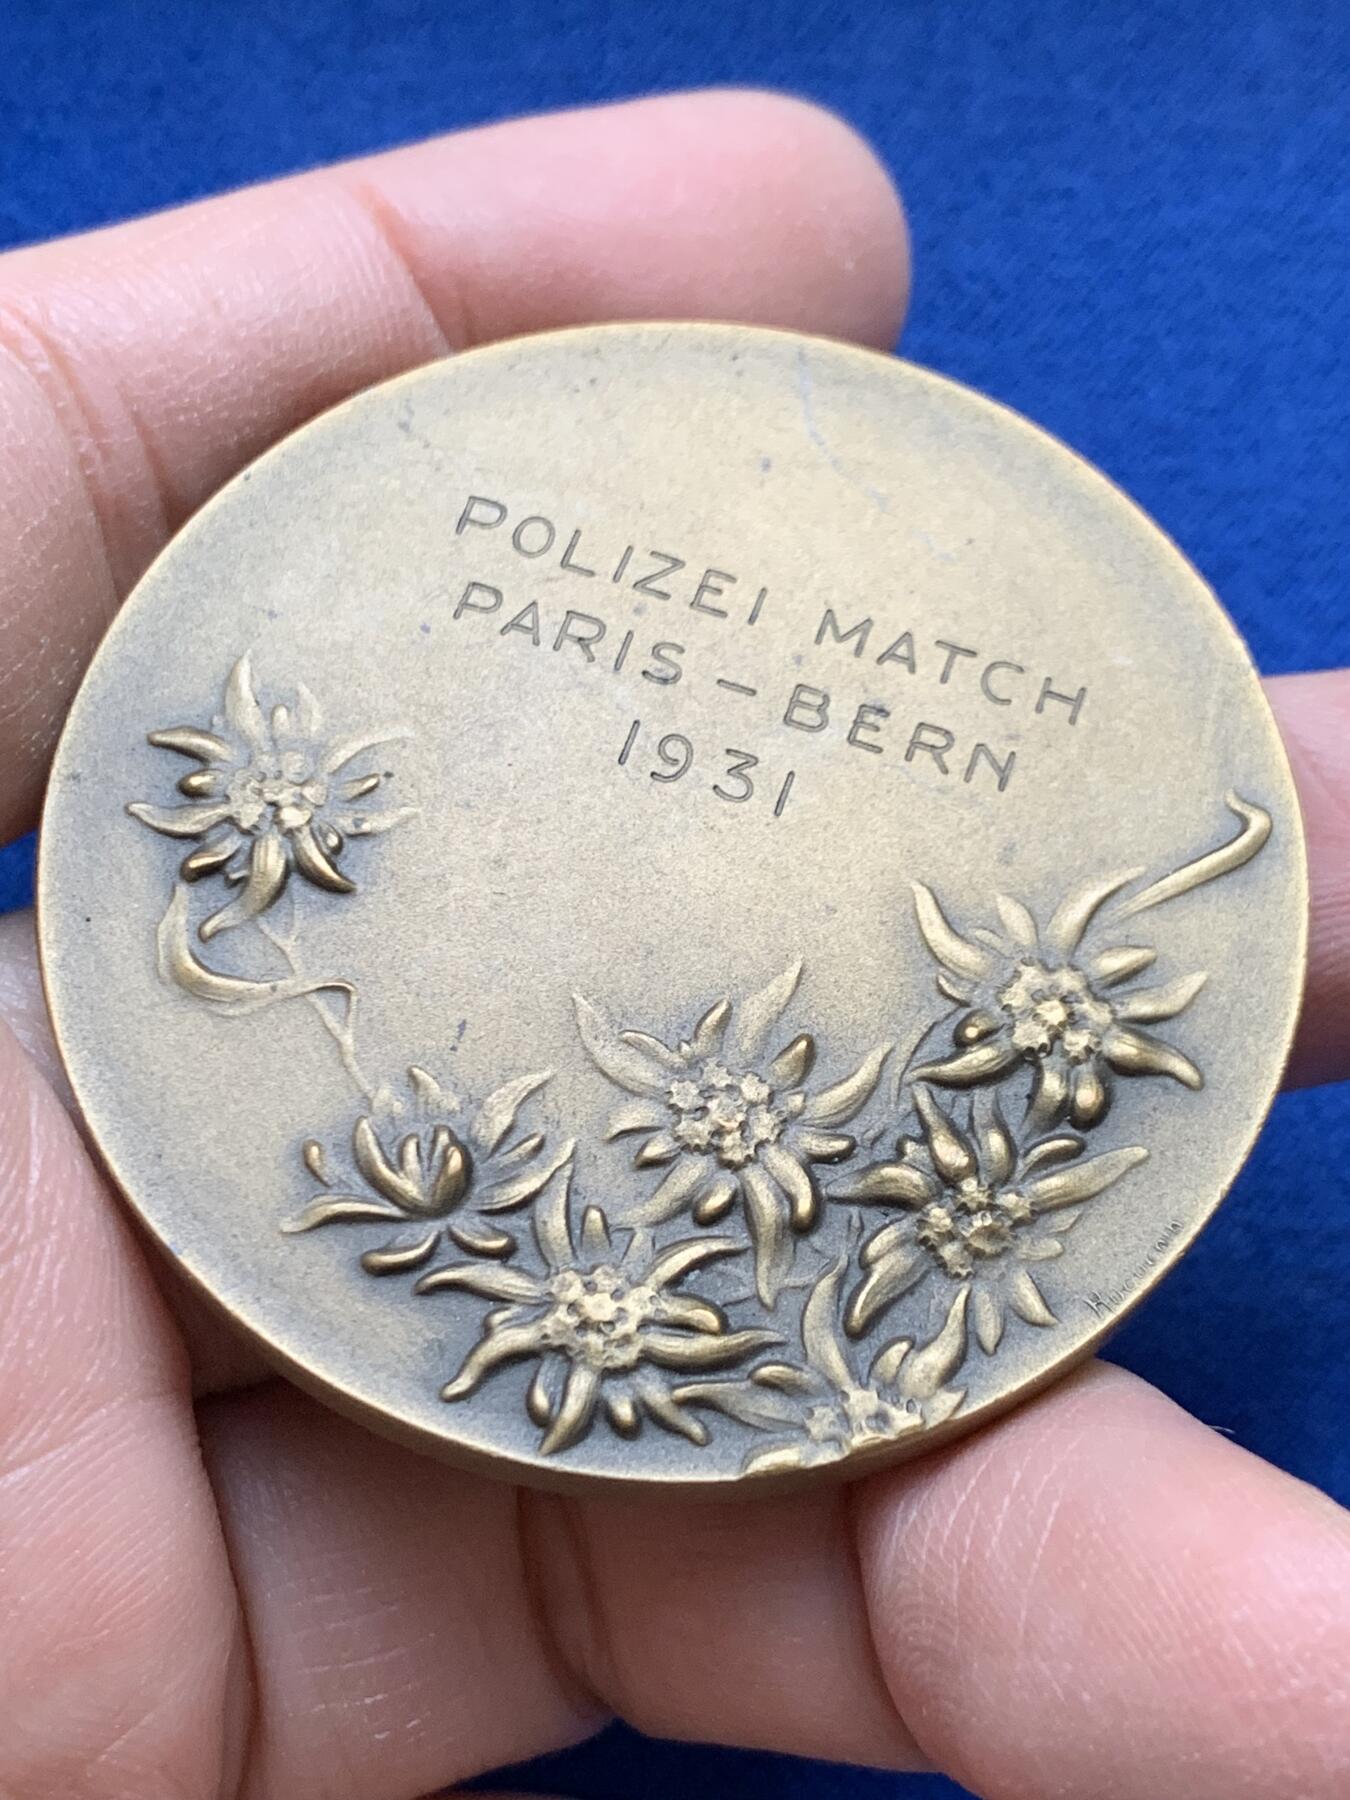 POLIZEI MATCH
PARIS – BERN
1931